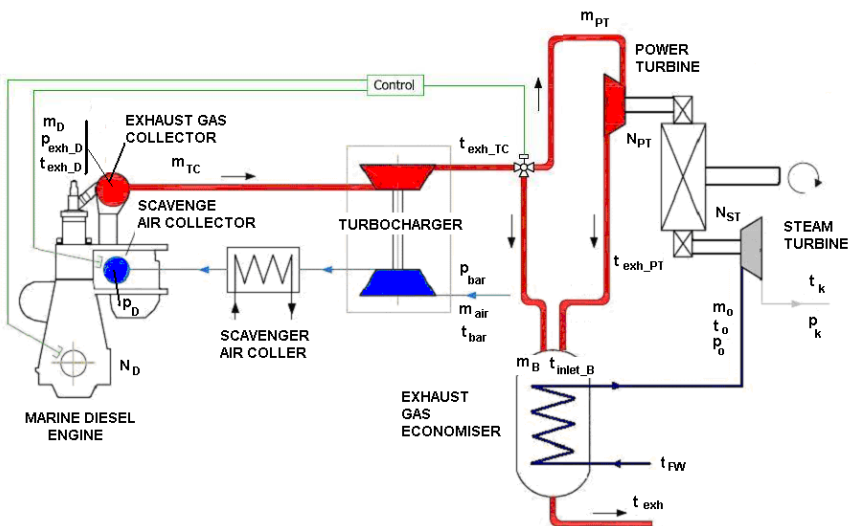 m_PT
POWER
TURBINE
Control
m_D
p_exh_D
t_exh_D
EXHAUST GAS
COLLECTOR
m_TC
t_exh_TC
N_PT
SCAVENGE
AIR COLLECTOR
TURBOCHARGER
N_ST
STEAM
TURBINE
t_exh_PT
p_bar
m_air
t_bar
t_k
p_k
p_D
m_o
t_o
p_o
SCAVENGER
AIR COLLER
N_D
m_B
t_inlet_B
EXHAUST
GAS
ECONOMISER
MARINE DIESEL
ENGINE
t_FW
t_exh